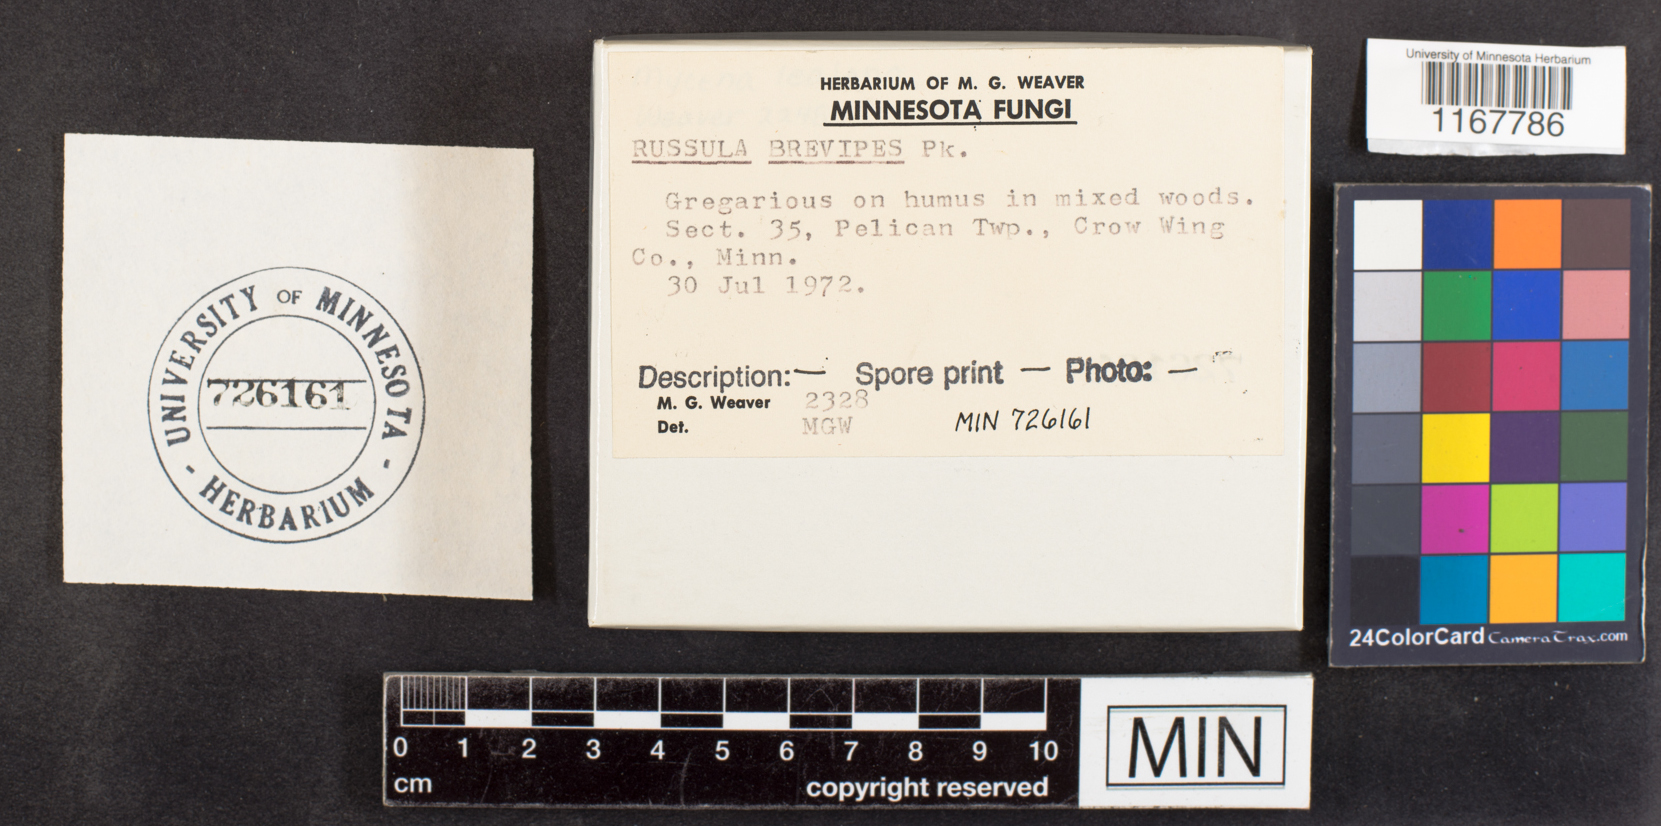 UNIVERSITY OF MINNESOTA
726161
- HERBARIUM -
HERBARIUM OF M. G. WEAVER
MINNESOTA FUNGI
RUSSULA BREVIPES Pk.
Gregarious on humus in mixed woods.
Sect. 35, Pelican Twp., Crow Wing
Co., Minn.
30 Jul 1972.
Description: — Spore print — Photo: —
M. G. Weaver 2328
Det. MGW
MIN 726161
University of Minnesota Herbarium
1167786
24ColorCard CameraTrax.com
0 1 2 3 4 5 6 7 8 9 10
cm
copyright reserved
MIN